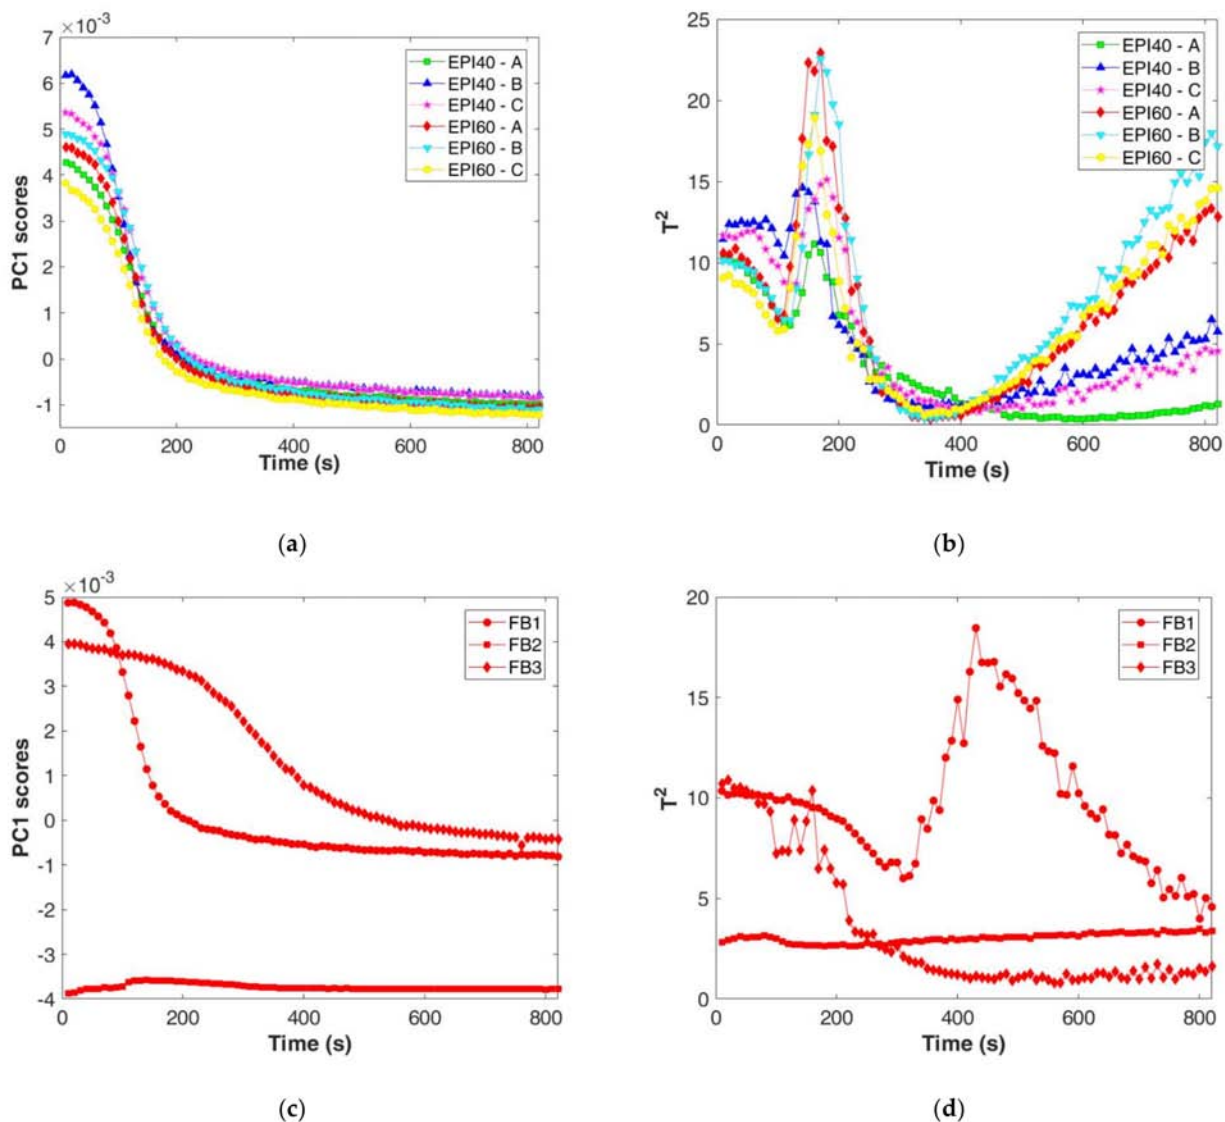 ×10⁻³
7
6
5
4
3
2
1
0
-1
PC1 scores
0 200 400 600 800
Time (s)
EPI40 - A
EPI40 - B
EPI40 - C
EPI60 - A
EPI60 - B
EPI60 - C
(a)
25
20
15
10
5
0
T²
0 200 400 600 800
Time (s)
EPI40 - A
EPI40 - B
EPI40 - C
EPI60 - A
EPI60 - B
EPI60 - C
(b)
×10⁻³
5
4
3
2
1
0
-1
-2
-3
-4
PC1 scores
0 200 400 600 800
Time (s)
FB1
FB2
FB3
(c)
20
15
10
5
0
T²
0 200 400 600 800
Time (s)
FB1
FB2
FB3
(d)